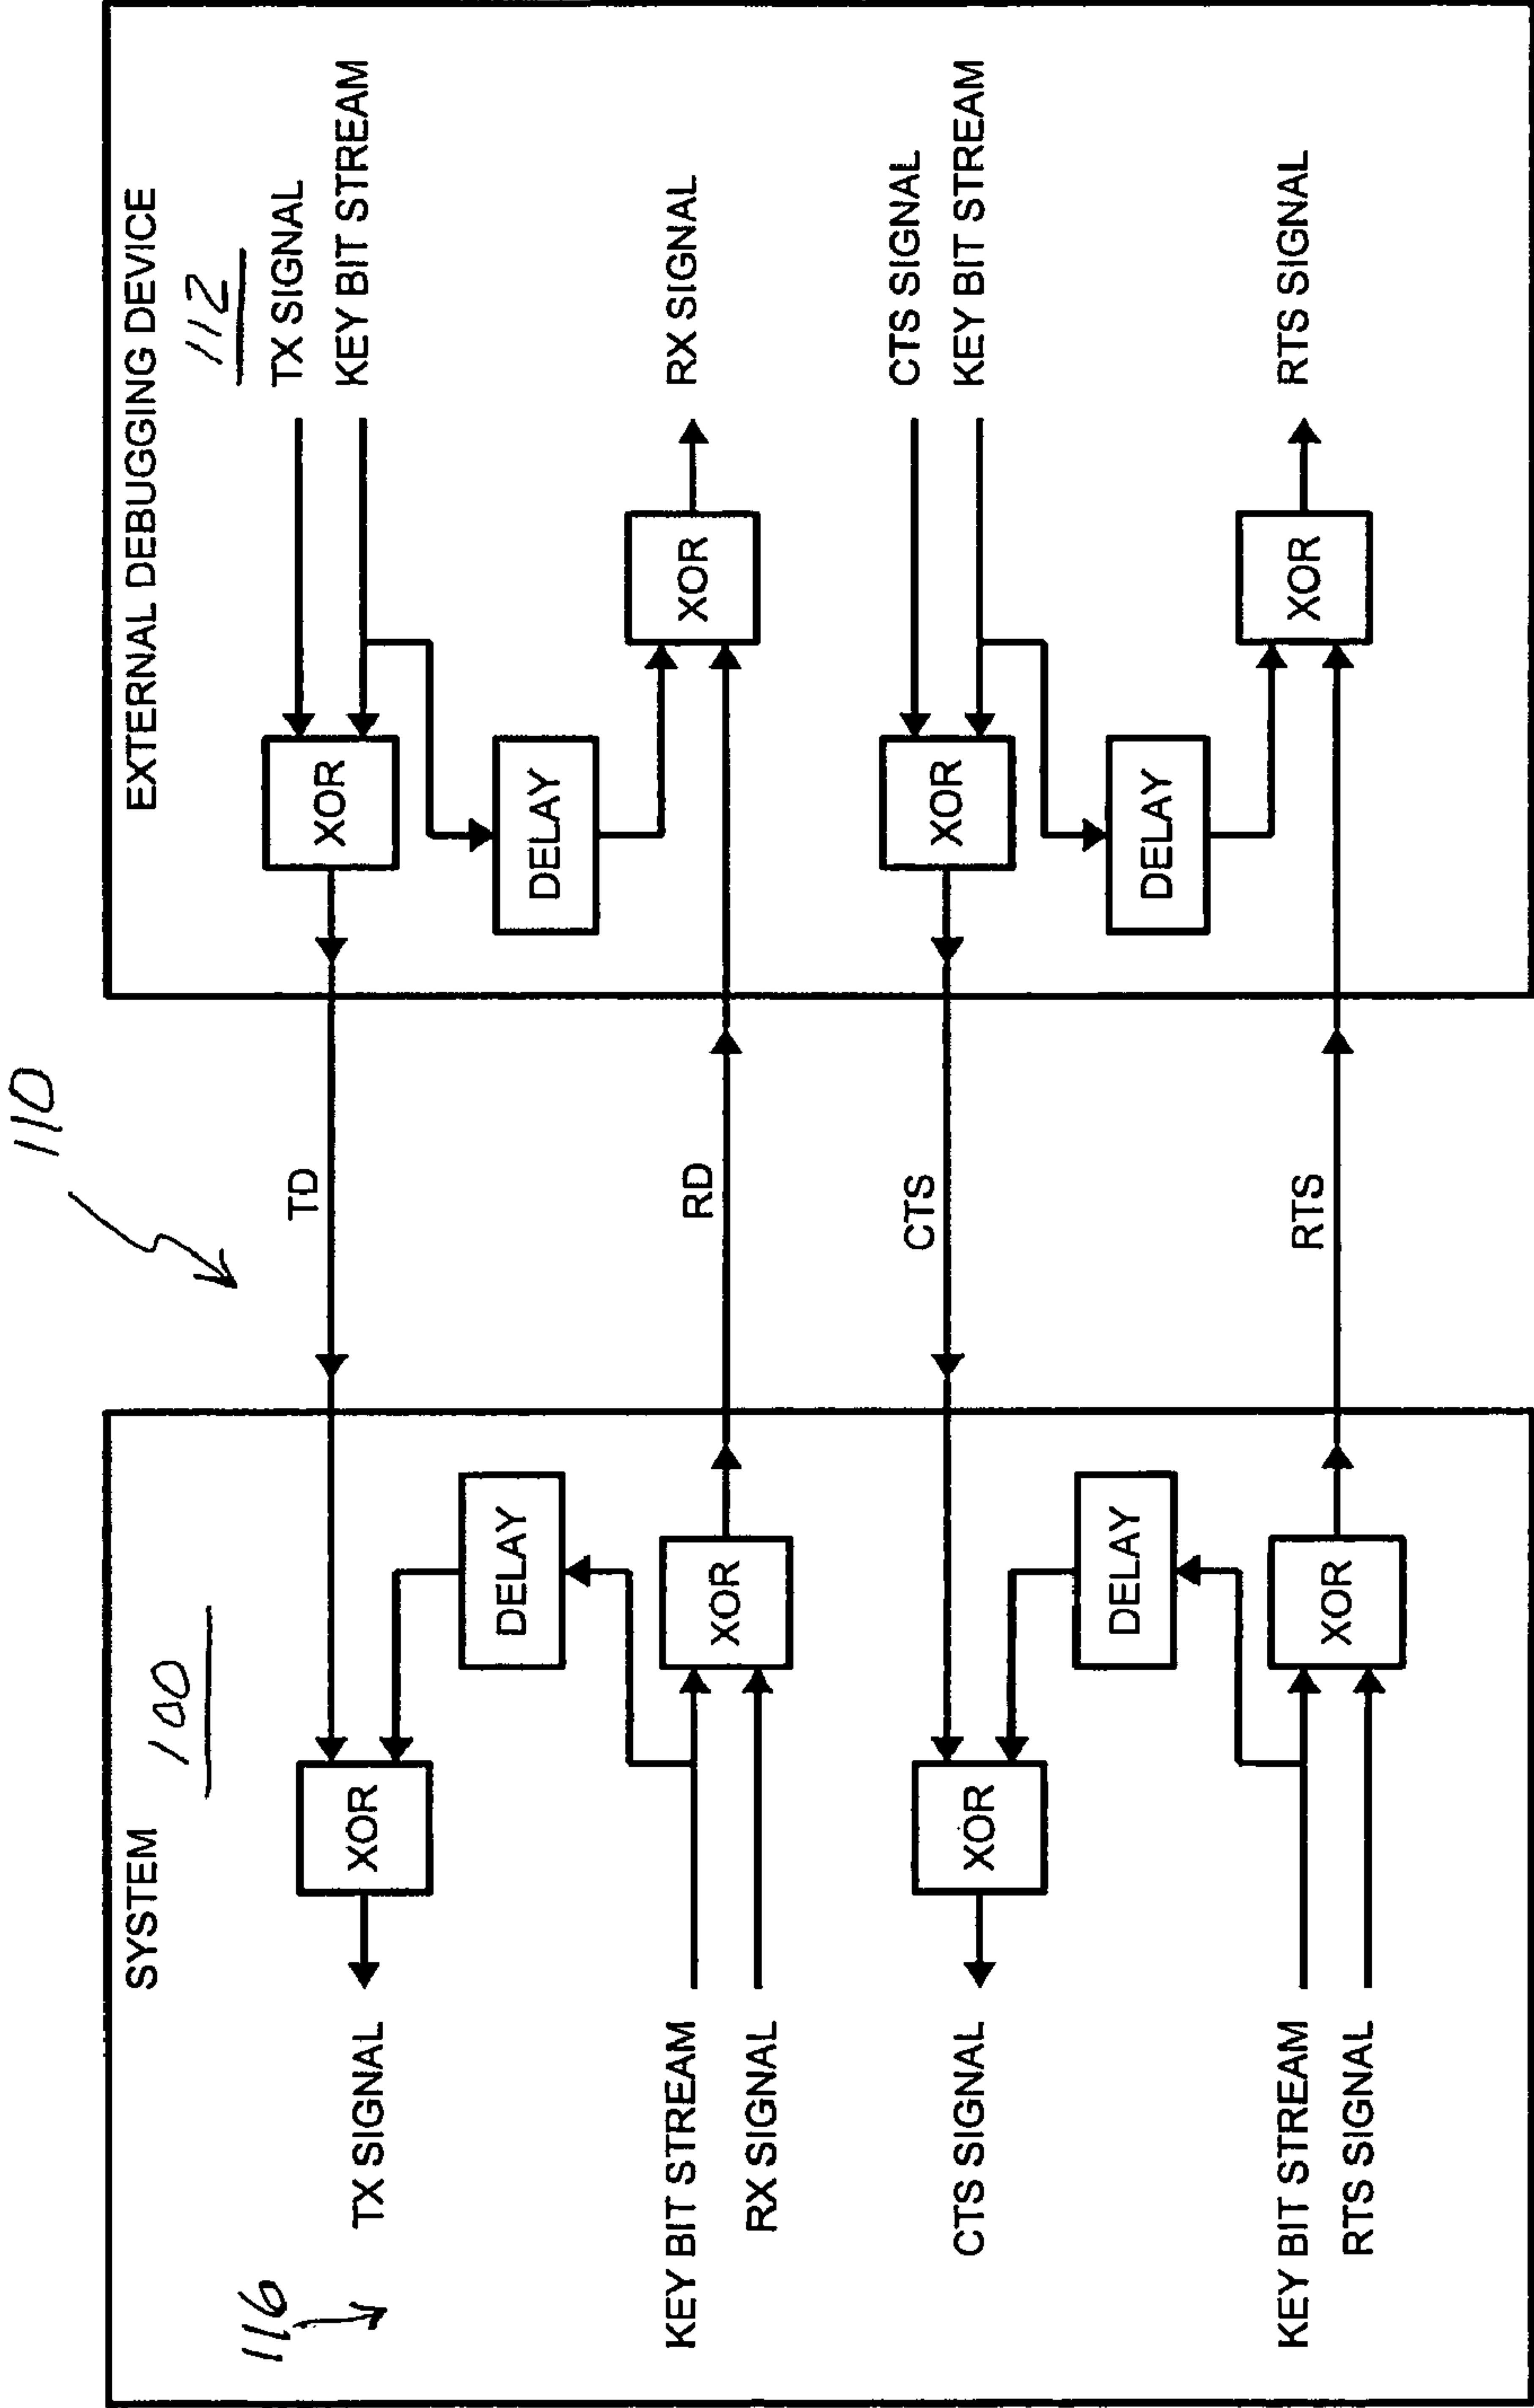 110
SYSTEM
100
116
TX SIGNAL
XOR
DELAY
KEY BIT STREAM
RX SIGNAL
XOR
CTS SIGNAL
XOR
DELAY
KEY BIT STREAM
RTS SIGNAL
XOR
TD
RD
CTS
RTS
EXTERNAL DEBUGGING DEVICE
112
TX SIGNAL
KEY BIT STREAM
XOR
DELAY
XOR
RX SIGNAL
CTS SIGNAL
KEY BIT STREAM
XOR
DELAY
XOR
RTS SIGNAL